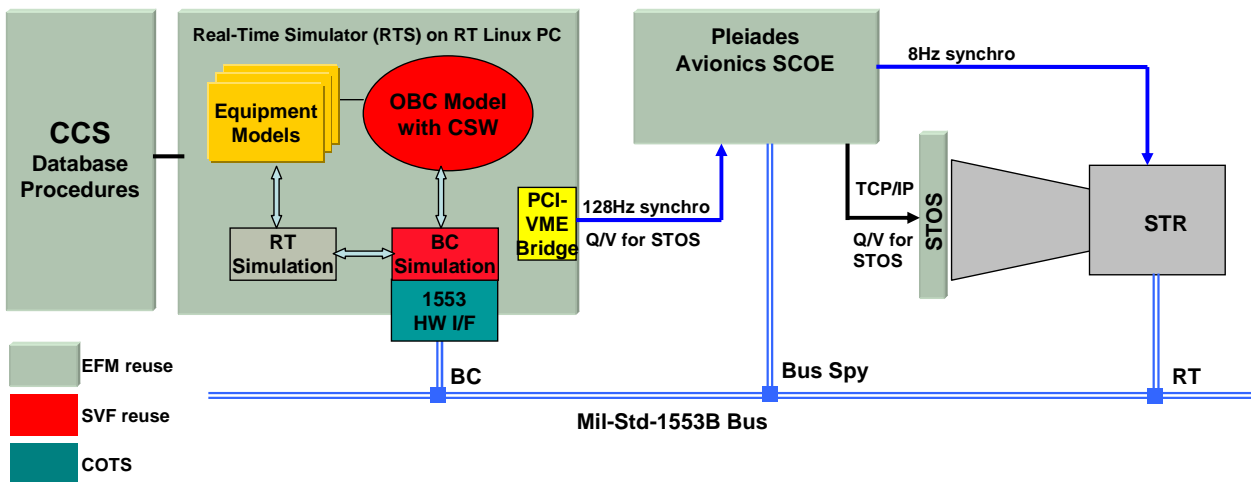 CCS
Database
Procedures
Real-Time Simulator (RTS) on RT Linux PC
Equipment
Models
OBC Model
with CSW
RT
Simulation
BC
Simulation
1553
HW I/F
PCI-
VME
Bridge
128Hz synchro
Q/V for STOS
Pleiades
Avionics SCOE
8Hz synchro
TCP/IP
Q/V for
STOS
STOS
STR
EFM reuse
SVF reuse
COTS
BC
Bus Spy
RT
Mil-Std-1553B Bus